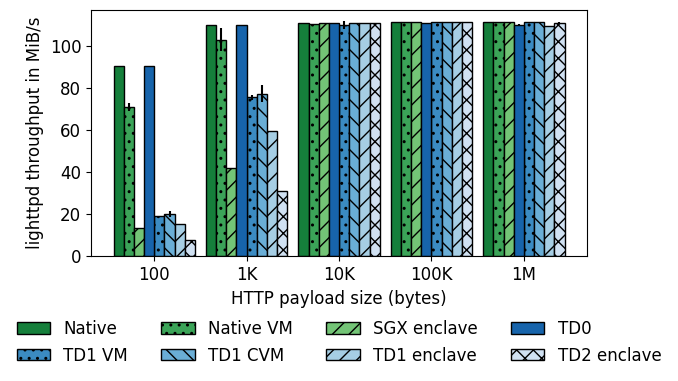 lighttpd throughput in MiB/s
100
80
60
40
20
0
100 1K 10K 100K 1M
HTTP payload size (bytes)
Native Native VM SGX enclave TD0
TD1 VM TD1 CVM TD1 enclave TD2 enclave